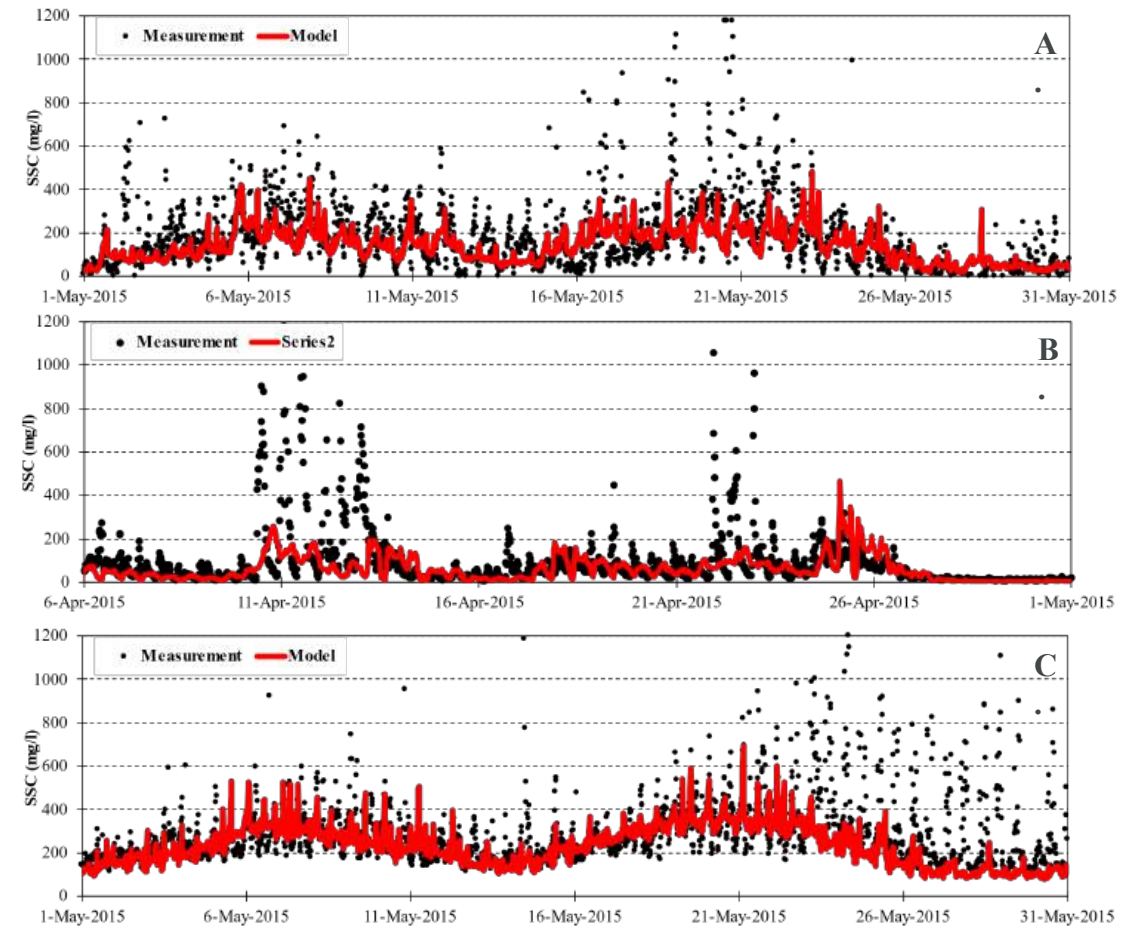 1200
Measurement Model A
1000
800
600
400
200
0
SSC (mg/l)
1-May-2015 6-May-2015 11-May-2015 16-May-2015 21-May-2015 26-May-2015 31-May-2015
1200
Measurement Series2 B
1000
800
600
400
200
0
SSC (mg/l)
6-Apr-2015 11-Apr-2015 16-Apr-2015 21-Apr-2015 26-Apr-2015 1-May-2015
1200
Measurement Model C
1000
800
600
400
200
0
SSC (mg/l)
1-May-2015 6-May-2015 11-May-2015 16-May-2015 21-May-2015 26-May-2015 31-May-2015